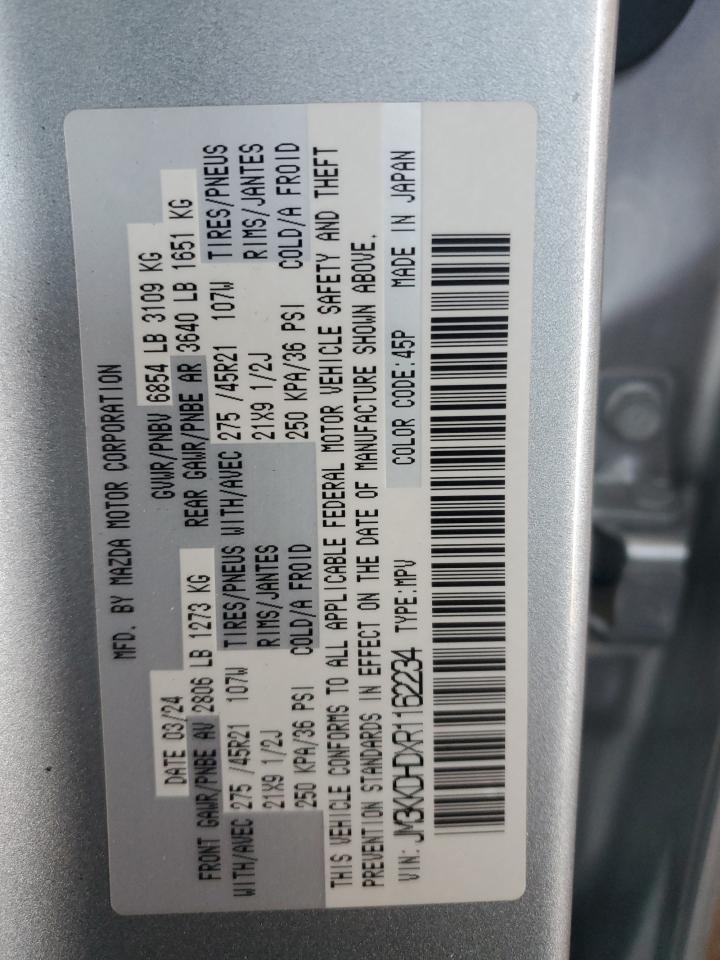 MFD. BY MAZDA MOTOR CORPORATION
DATE 03/24 GVWR/PNBV 6854 LB 3109 KG
FRONT GAWR/PNBE AV 2806 LB 1273 KG REAR GAWR/PNBE AR 3640 LB 1651 KG
WITH/AVEC 275 /45R21 107W TIRES/PNEUS WITH/AVEC 275 /45R21 107W TIRES/PNEUS
21X9 1/2J RIMS/JANTES 21X9 1/2J RIMS/JANTES
250 KPA/36 PSI COLD/A FROID 250 KPA/36 PSI COLD/A FROID
THIS VEHICLE CONFORMS TO ALL APPLICABLE FEDERAL MOTOR VEHICLE SAFETY AND THEFT
PREVENTION STANDARDS IN EFFECT ON THE DATE OF MANUFACTURE SHOWN ABOVE.
VIN: JM3KKDHDXR1162234 TYPE:MPV COLOR CODE:45P MADE IN JAPAN